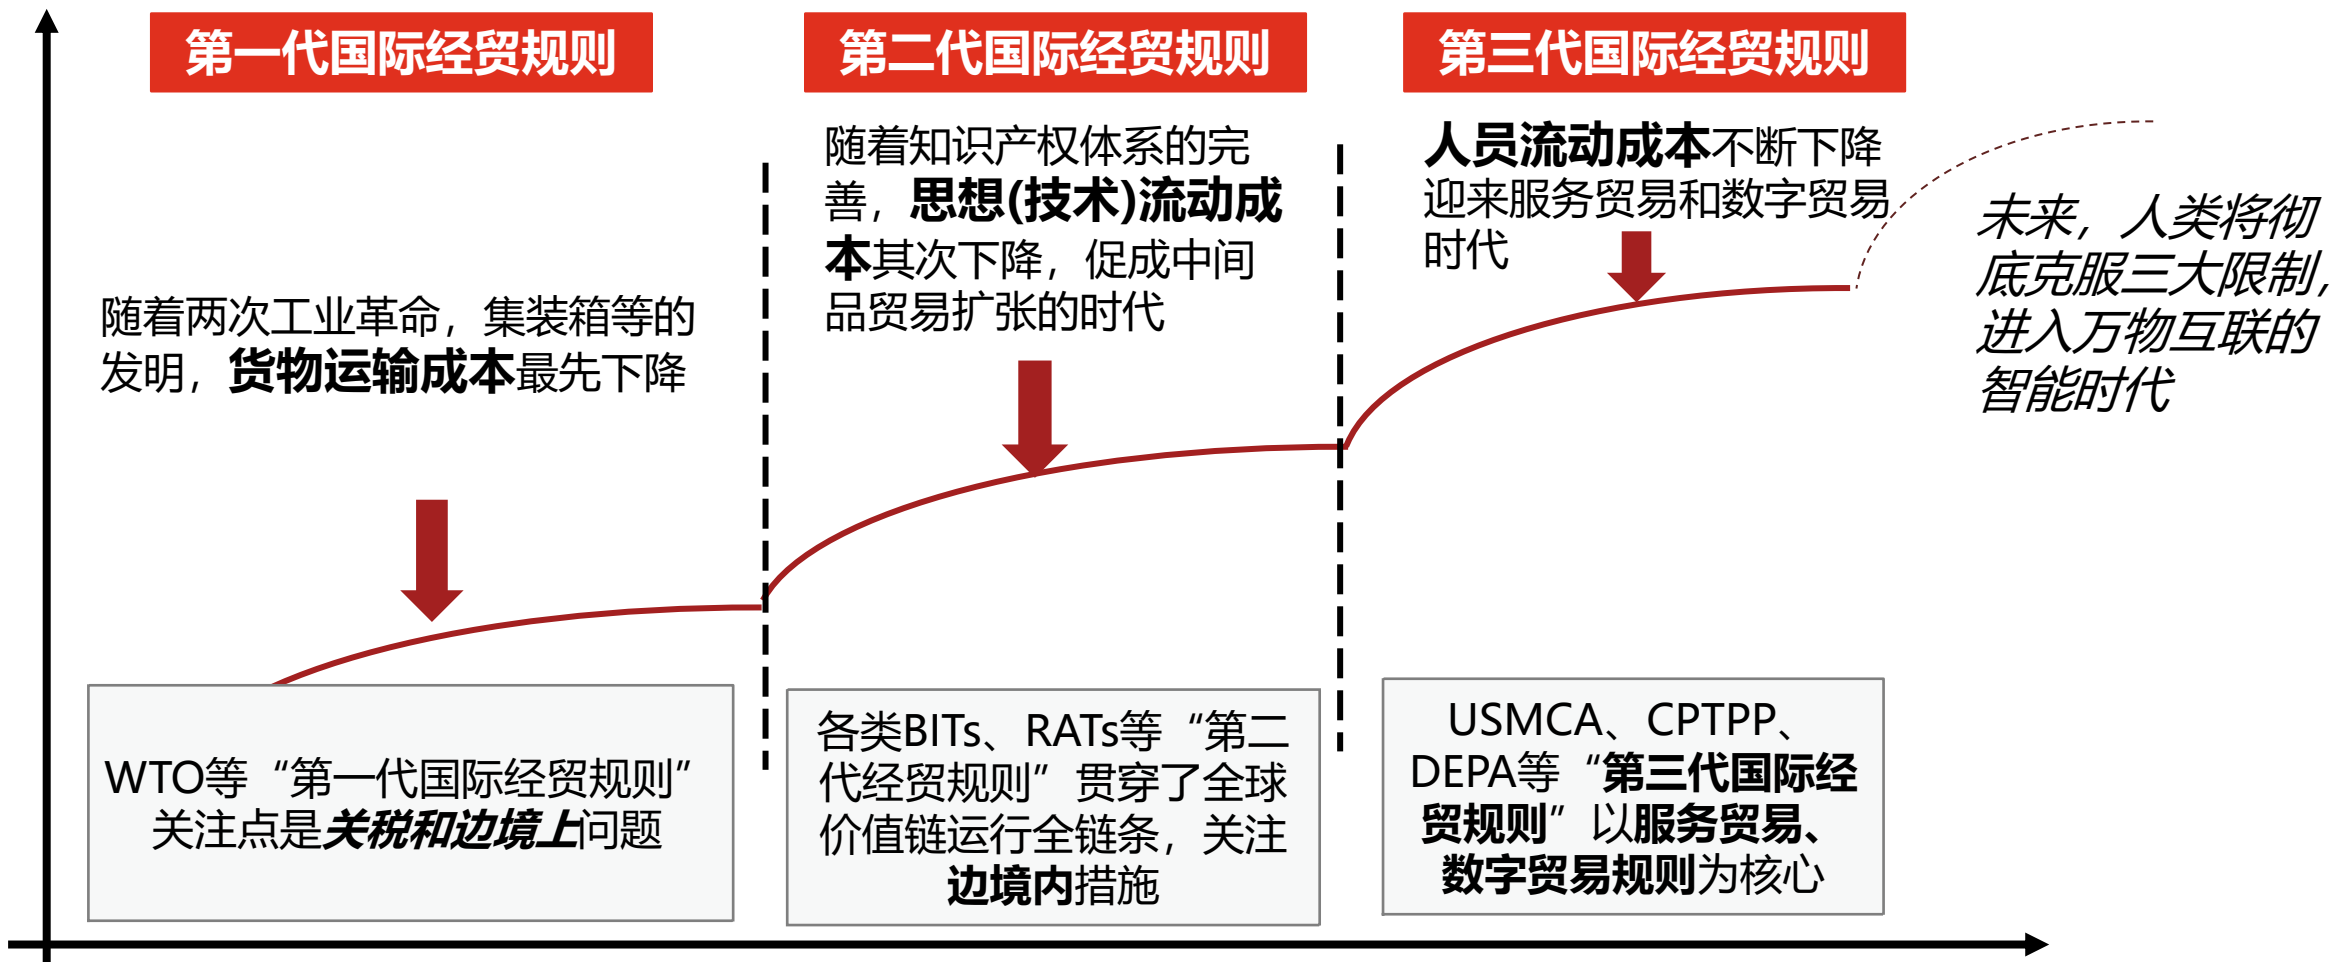 第一代国际经贸规则
随着两次工业革命，集装箱等的
发明，货物运输成本最先下降
WTO等“第一代国际经贸规则”
关注点是关税和边境上问题
第二代国际经贸规则
随着知识产权体系的完
善，思想(技术)流动成
本其次下降，促成中间
品贸易扩张的时代
各类BITs、RATs等“第二
代经贸规则”贯穿了全球
价值链运行全链条，关注
边境内措施
第三代国际经贸规则
人员流动成本不断下降
迎来服务贸易和数字贸易
时代
USMCA、CPTPP、
DEPA等“第三代国际经
贸规则”以服务贸易、
数字贸易规则为核心
未来，人类将彻
底克服三大限制，
进入万物互联的
智能时代